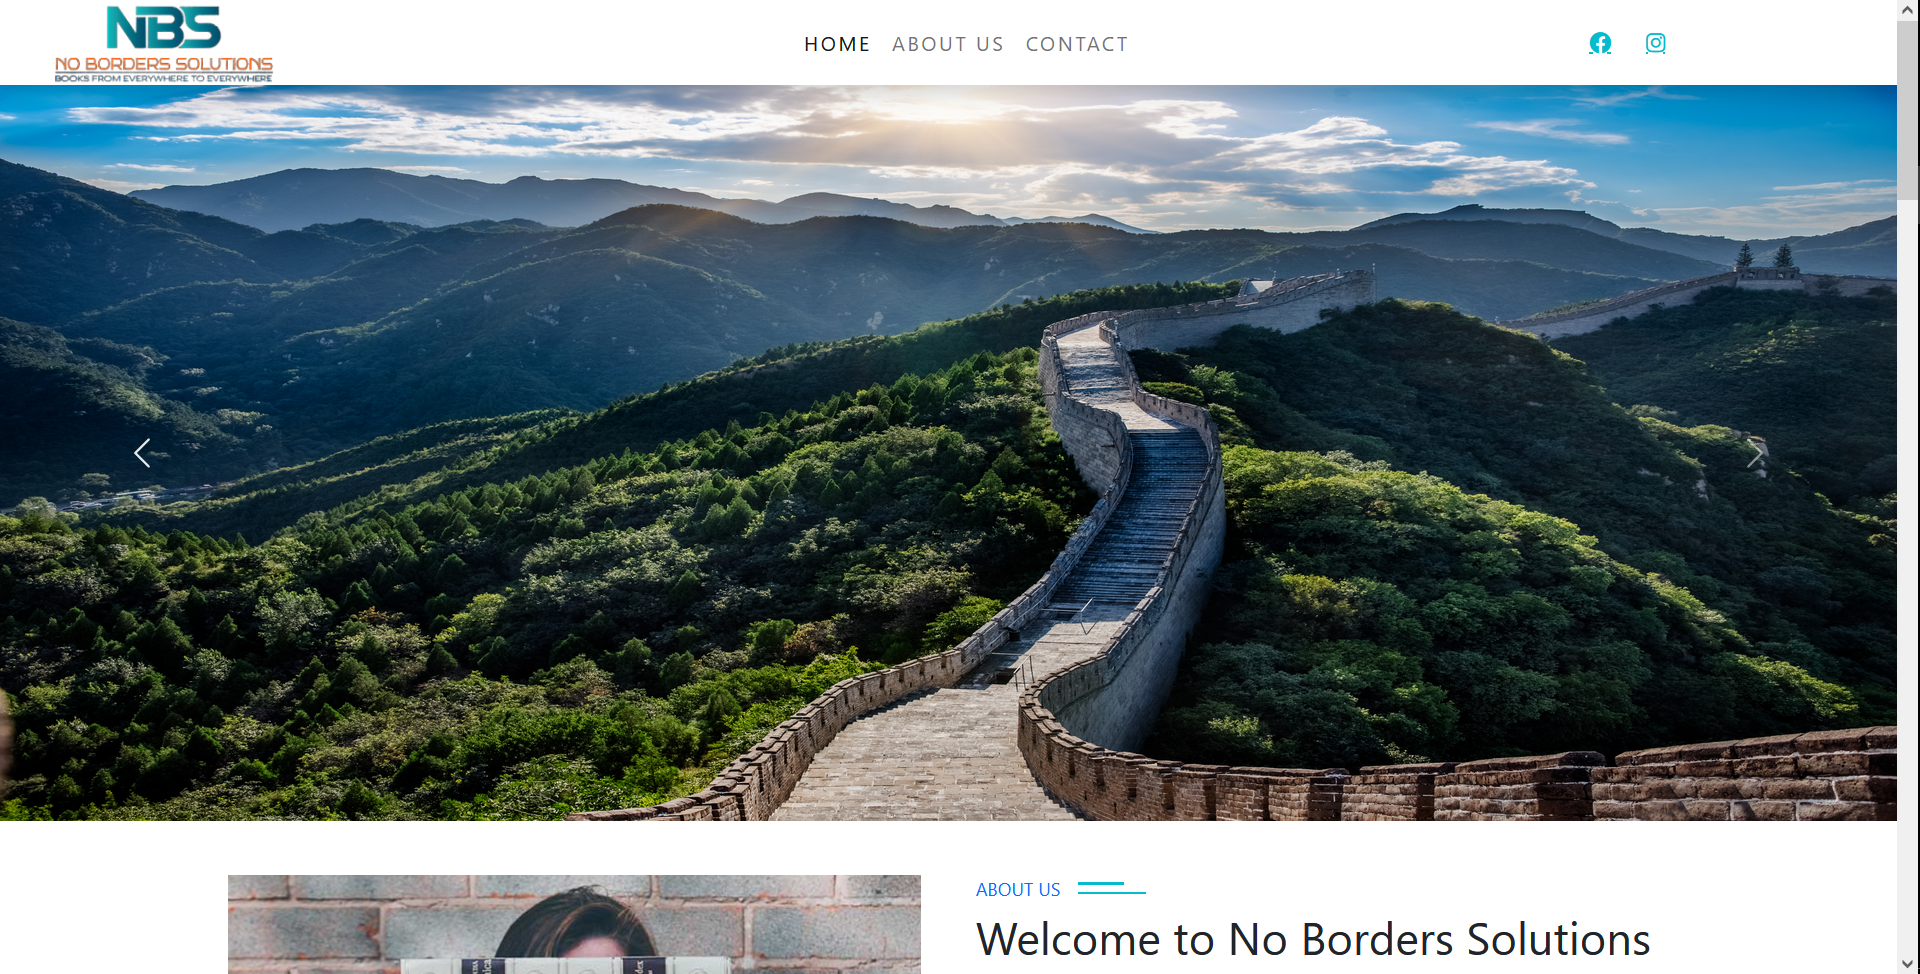 NBS
NO BORDERS SOLUTIONS
BOOKS FROM EVERYWHERE TO EVERYWHERE
HOME ABOUT US CONTACT
ABOUT US
Welcome to No Borders Solutions